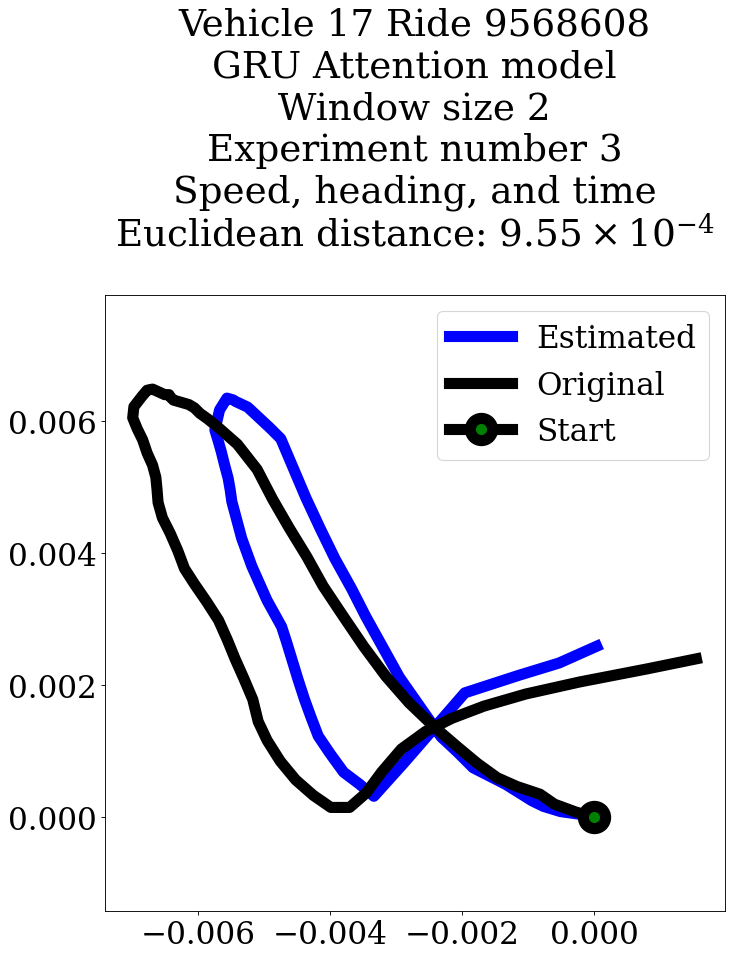 Vehicle 17 Ride 9568608
GRU Attention model
Window size 2
Experiment number 3
Speed, heading, and time
Euclidean distance: 9.55 × 10⁻⁴
Estimated
Original
Start
0.006
0.004
0.002
0.000
−0.006 −0.004 −0.002 0.000